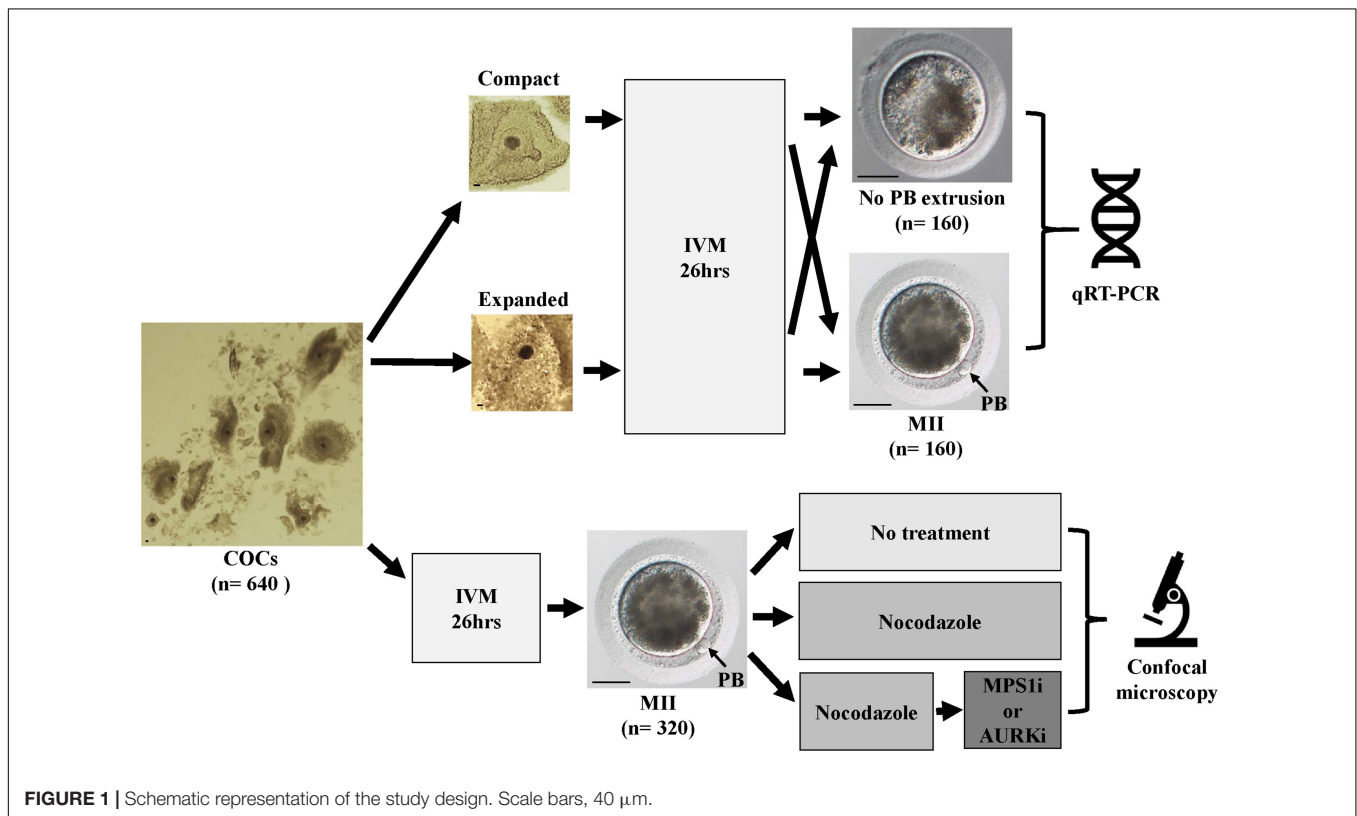 Compact
Expanded
COCs
(n= 640 )
IVM
26hrs
No PB extrusion
(n= 160)
PB
MII
(n= 160)
qRT-PCR
IVM
26hrs
PB
MII
(n= 320)
No treatment
Nocodazole
Nocodazole
MPS1i
or
AURKi
Confocal
microscopy
FIGURE 1 | Schematic representation of the study design. Scale bars, 40 μm.